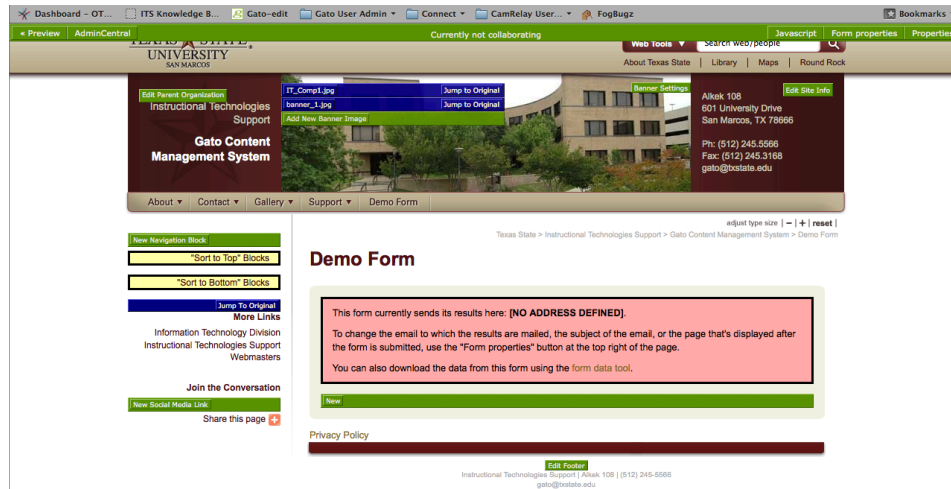 Dashboard - OT...   ITS Knowledge B...   Gato-edit   Gato User Admin ▾   Connect ▾   CamRelay User... ▾   FogBugz   Bookmarks
« Preview   AdminCentral   Currently not collaborating   Javascript   Form properties   Properties
TEXAS STATE
UNIVERSITY
SAN MARCOS
Web Tools ▼   Search web/people
About Texas State | Library | Maps | Round Rock
Edit Parent Organization
Instructional Technologies
Support
Gato Content
Management System
IT_Comp1.jpg   Jump to Original
banner_1.jpg   Jump to Original
Add New Banner Image
Banner Settings
Edit Site Info
Alkek 108
601 University Drive
San Marcos, TX 78666
Ph: (512) 245.5566
Fax: (512) 245.3168
gato@txstate.edu
About ▾   Contact ▾   Gallery ▾   Support ▾   Demo Form
adjust type size | − | + | reset |
Texas State > Instructional Technologies Support > Gato Content Management System > Demo Form
New Navigation Block
"Sort to Top" Blocks
"Sort to Bottom" Blocks
Jump To Original
More Links
Information Technology Division
Instructional Technologies Support
Webmasters
Join the Conversation
New Social Media Link
Share this page
Demo Form
This form currently sends its results here: [NO ADDRESS DEFINED].
To change the email to which the results are mailed, the subject of the email, or the page that's displayed after
the form is submitted, use the "Form properties" button at the top right of the page.
You can also download the data from this form using the form data tool.
New
Privacy Policy
Edit Footer
Instructional Technologies Support | Alkek 108 | (512) 245-5566
gato@txstate.edu